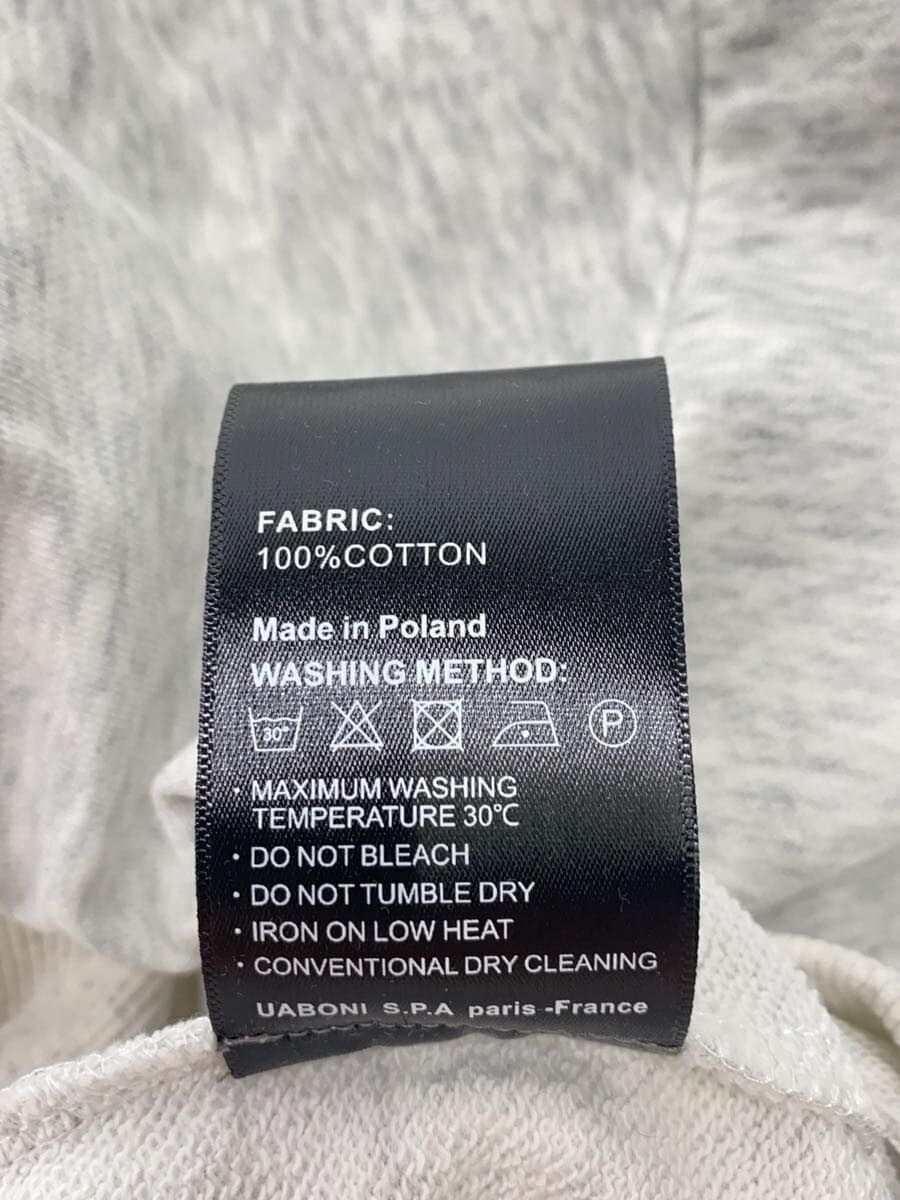 FABRIC:
100%COTTON
Made in Poland
WASHING METHOD:
30° P
· MAXIMUM WASHING
TEMPERATURE 30℃
· DO NOT BLEACH
· DO NOT TUMBLE DRY
· IRON ON LOW HEAT
· CONVENTIONAL DRY CLEANING
UABONI S.P.A paris-France